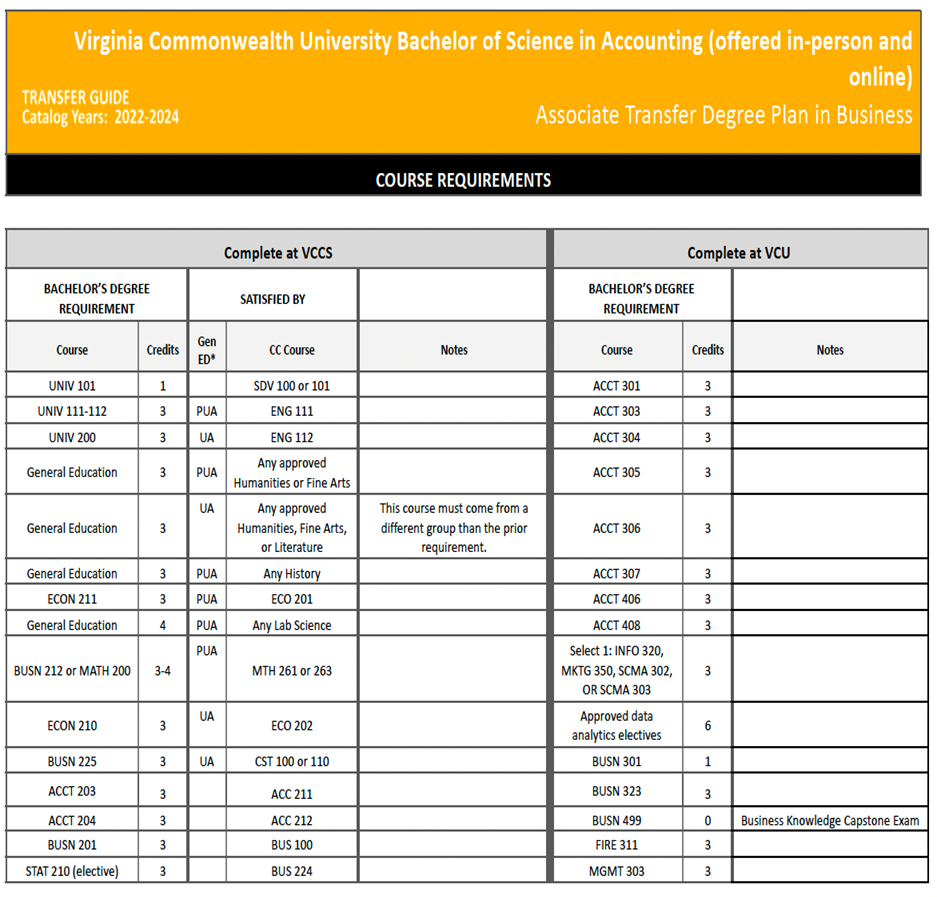 Virginia Commonwealth University Bachelor of Science in Accounting (offered in-person and
online)
TRANSFER GUIDE
Catalog Years: 2022-2024
Associate Transfer Degree Plan in Business
COURSE REQUIREMENTS
Complete at VCCS
Complete at VCU
BACHELOR'S DEGREE
REQUIREMENT
SATISFIED BY
BACHELOR'S DEGREE
REQUIREMENT
Course Credits Gen ED* CC Course Notes Course Credits Notes
UNIV 101 1 SDV 100 or 101 ACCT 301 3
UNIV 111-112 3 PUA ENG 111 ACCT 303 3
UNIV 200 3 UA ENG 112 ACCT 304 3
General Education 3 PUA Any approved
Humanities or Fine Arts ACCT 305 3
General Education 3 UA Any approved
Humanities, Fine Arts,
or Literature
This course must come from a
different group than the prior
requirement.
ACCT 306 3
General Education 3 PUA Any History ACCT 307 3
ECON 211 3 PUA ECO 201 ACCT 406 3
General Education 4 PUA Any Lab Science ACCT 408 3
BUSN 212 or MATH 200 3-4 PUA MTH 261 or 263
Select 1: INFO 320,
MKTG 350, SCMA 302,
OR SCMA 303
3
ECON 210 3 UA ECO 202
Approved data
analytics electives
6
BUSN 225 3 UA CST 100 or 110 BUSN 301 1
ACCT 203 3 ACC 211 BUSN 323 3
ACCT 204 3 ACC 212 BUSN 499 0 Business Knowledge Capstone Exam
BUSN 201 3 BUS 100 FIRE 311 3
STAT 210 (elective) 3 BUS 224 MGMT 303 3